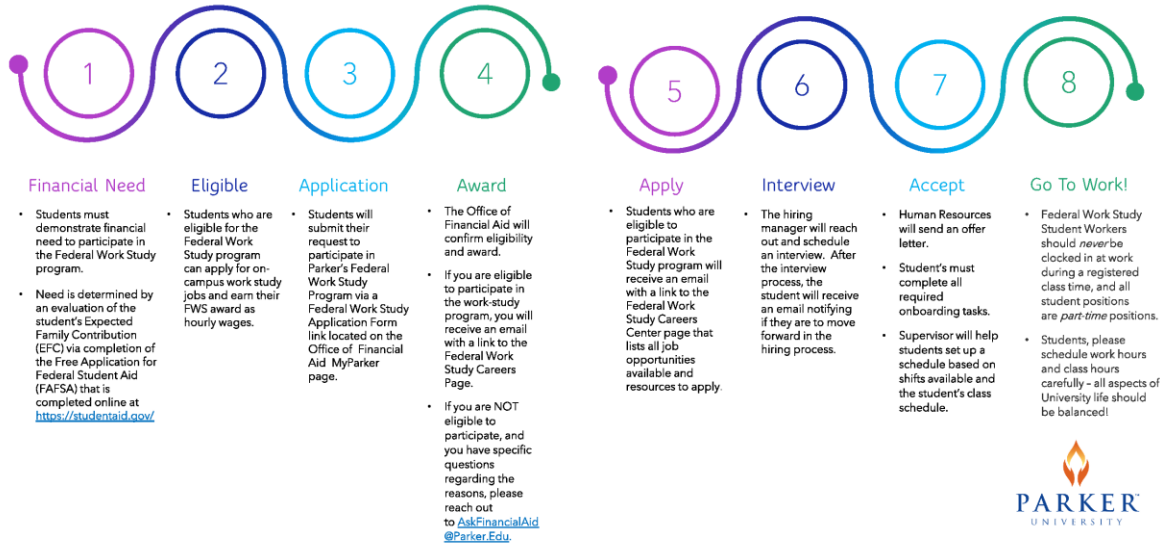 1
2
3
4
5
6
7
8
Financial Need
• Students must
demonstrate financial
need to participate in
the Federal Work Study
program.
• Need is determined by
an evaluation of the
student's Expected
Family Contribution
(EFC) via completion of
the Free Application for
Federal Student Aid
(FAFSA) that is
completed online at
https://studentaid.gov/
Eligible
• Students who are
eligible for the
Federal Work
Study program
can apply for on-
campus work study
jobs and earn their
FWS award as
hourly wages.
Application
• Students will
submit their
request to
participate in
Parker's Federal
Work Study
Program via a
Federal Work Study
Application Form
link located on the
Office of Financial
Aid MyParker
page.
Award
• The Office of
Financial Aid will
confirm eligibility
and award.
• If you are eligible
to participate in
the work-study
program, you will
receive an email
with a link to the
Federal Work
Study Careers
Page.
• If you are NOT
eligible to
participate, and
you have specific
questions
regarding the
reasons, please
reach out
to AskFinancialAid
@Parker.Edu.
Apply
• Students who are
eligible to
participate in the
Federal Work
Study program will
receive an email
with a link to the
Federal Work
Study Careers
Center page that
lists all job
opportunities
available and
resources to apply.
Interview
• The hiring
manager will reach
out and schedule
an interview. After
the interview
process, the
student will receive
an email notifying
if they are to move
forward in the
hiring process.
Accept
• Human Resources
will send an offer
letter.
• Student's must
complete all
required
onboarding tasks.
• Supervisor will help
students set up a
schedule based on
shifts available and
the student's class
schedule.
Go To Work!
• Federal Work Study
Student Workers
should never be
clocked in at work
during a registered
class time, and all
student positions
are part-time positions.
• Students, please
schedule work hours
and class hours
carefully – all aspects of
University life should
be balanced!
PARKER™
UNIVERSITY